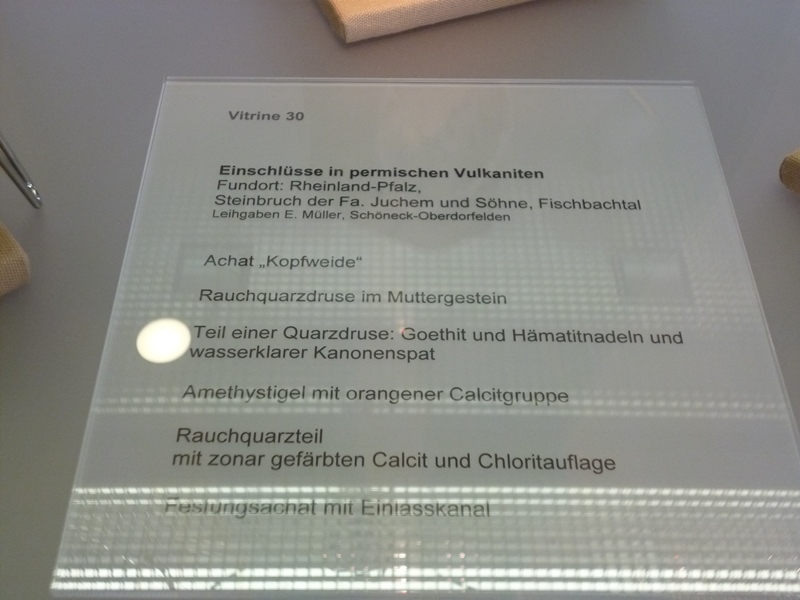 Vitrine 30
Einschlüsse in permischen Vulkaniten
Fundort: Rheinland-Pfalz,
Steinbruch der Fa. Juchem und Söhne, Fischbachtal
Leihgaben E. Müller, Schöneck-Oberdorfelden
Achat „Kopfweide“
Rauchquarzdruse im Muttergestein
Teil einer Quarzdruse: Goethit und Hämatitnadeln und
wasserklarer Kanonenspat
Amethystigel mit orangener Calcitgruppe
Rauchquarzteil
mit zonar gefärbten Calcit und Chloritauflage
Festungsachat mit Einlasskanal